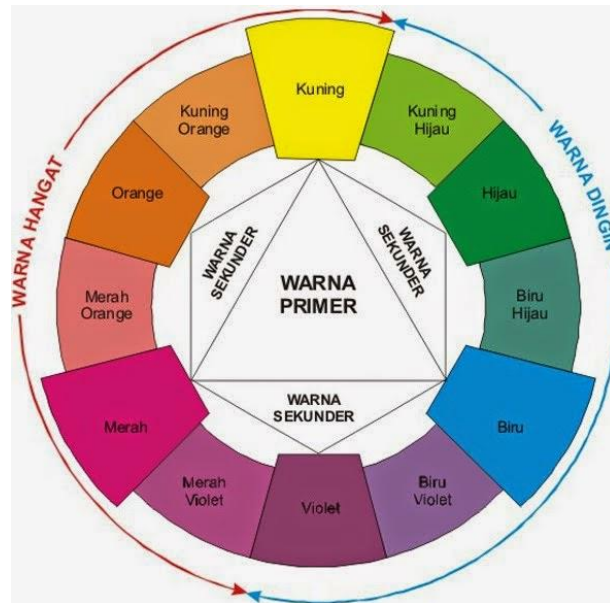 Kuning
Kuning
Hijau
Hijau
Biru
Hijau
Biru
Biru
Violet
Violet
Merah
Violet
Merah
Merah
Orange
Orange
Kuning
Orange
WARNA HANGAT
WARNA DINGIN
WARNA
SEKUNDER
WARNA
SEKUNDER
WARNA
PRIMER
WARNA
SEKUNDER